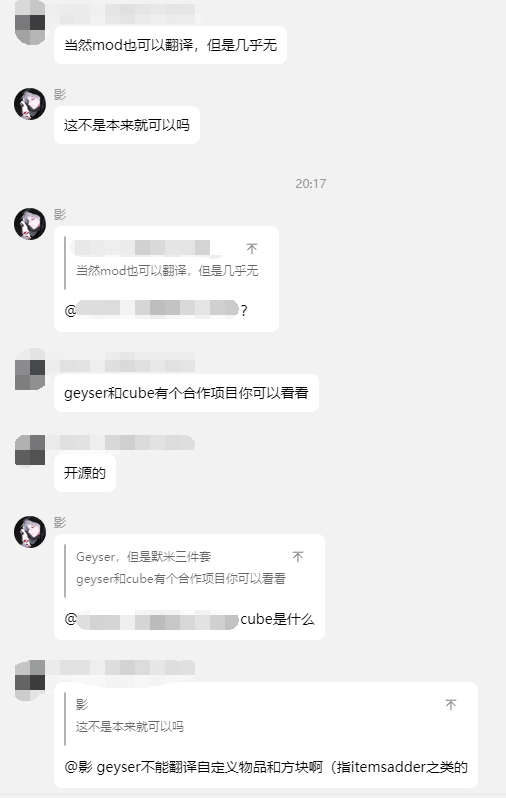 当然mod也可以翻译，但是几乎无
影
这不是本来就可以吗
20:17
影
当然mod也可以翻译，但是几乎无
@
?
geyser和cube有个合作项目你可以看看
开源的
影
Geyser，但是默米三件套
geyser和cube有个合作项目你可以看看
@
cube是什么
影
这不是本来就可以吗
@影 geyser不能翻译自定义物品和方块啊（指itemsadder之类的